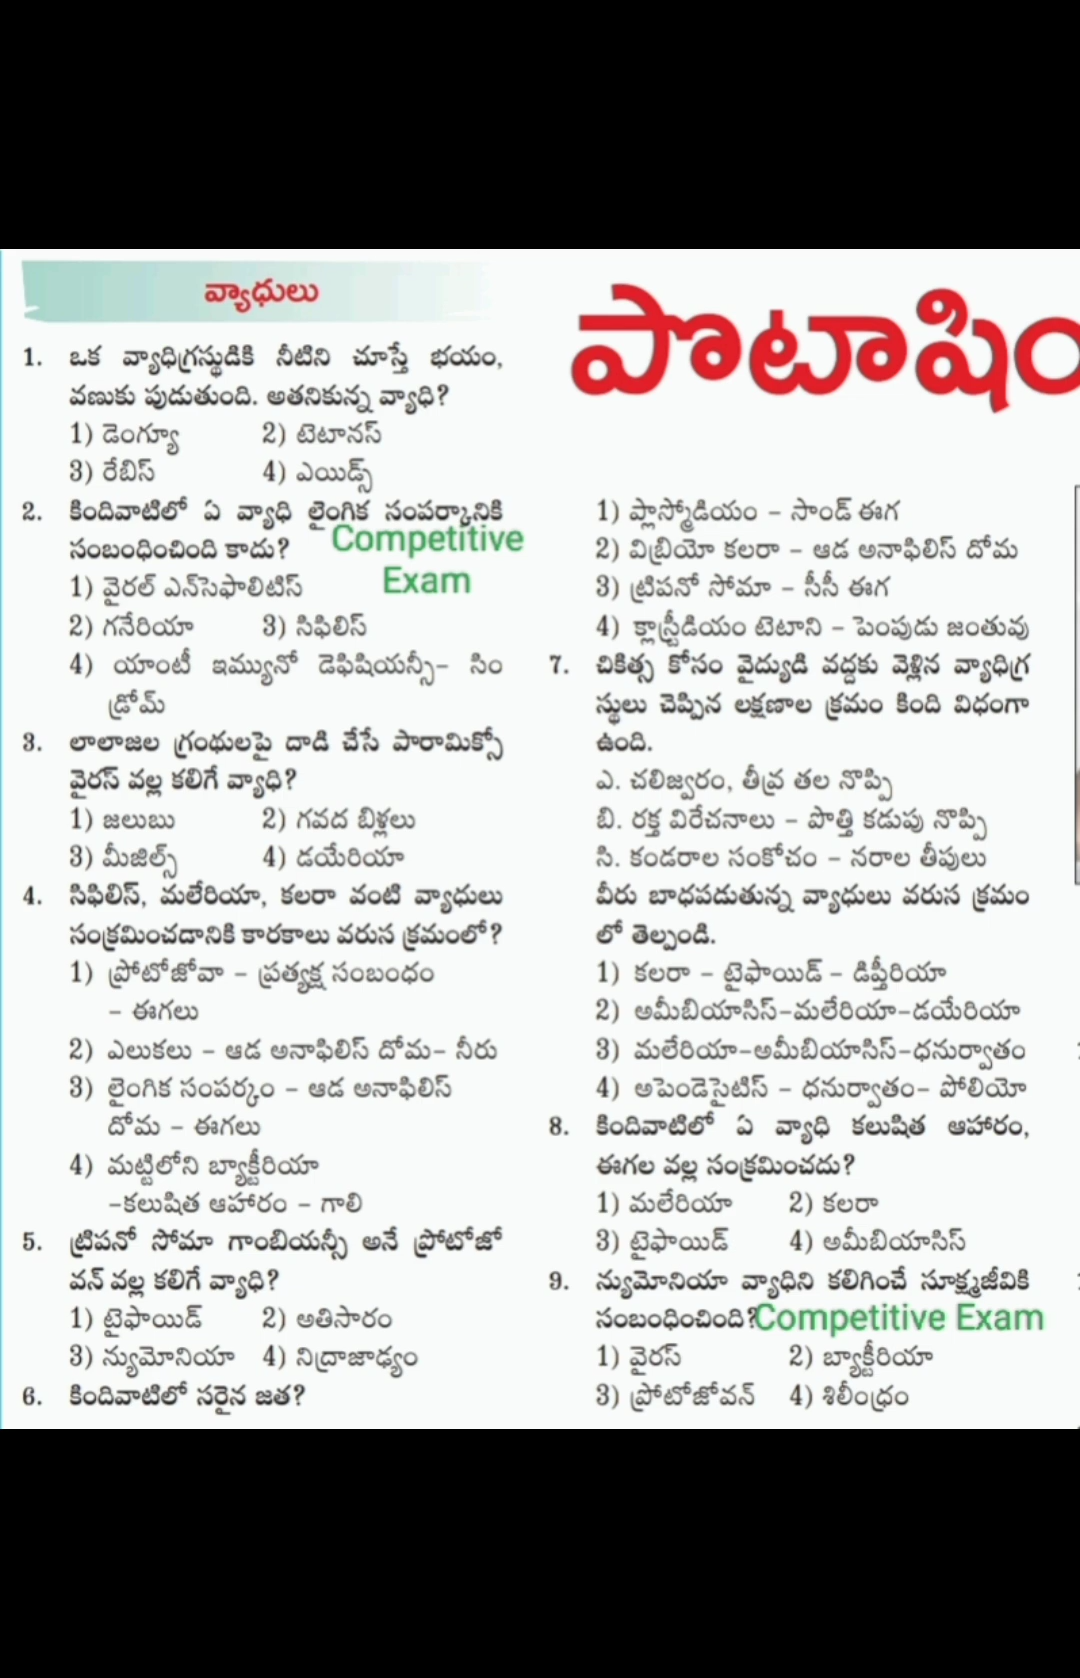 వ్యాధులు
పొటాషిం
1. ఒక వ్యాధిగ్రస్థుడికి నీటిని చూస్తే భయం,
వణుకు పుడుతుంది. అతనికున్న వ్యాధి?
1) డెంగ్యూ 2) టెటానస్
3) రేబిస్ 4) ఎయిడ్స్
2. కిందివాటిలో ఏ వ్యాధి లైంగిక సంపర్కానికి
సంబంధించింది కాదు? Competitive
Exam
1) వైరల్ ఎన్‌సెఫాలిటిస్
2) గనేరియా 3) సిఫిలిస్
4) యాంటీ ఇమ్యునో డెఫిషియన్సీ– సిం
డ్రోమ్
3. లాలాజల గ్రంథులపై దాడి చేసే పారామిక్సో
వైరస్ వల్ల కలిగే వ్యాధి?
1) జలుబు 2) గవద బిళ్లలు
3) మీజిల్స్ 4) డయేరియా
4. సిఫిలిస్, మలేరియా, కలరా వంటి వ్యాధులు
సంక్రమించడానికి కారకాలు వరుస క్రమంలో?
1) ప్రోటోజోవా – ప్రత్యక్ష సంబంధం
– ఈగలు
2) ఎలుకలు – ఆడ అనాఫిలిస్ దోమ– నీరు
3) లైంగిక సంపర్కం – ఆడ అనాఫిలిస్
దోమ – ఈగలు
4) మట్టిలోని బ్యాక్టీరియా
–కలుషిత ఆహారం – గాలి
5. ట్రిపనో సోమా గాంబియన్సీ అనే ప్రోటోజో
వన్ వల్ల కలిగే వ్యాధి?
1) టైఫాయిడ్ 2) అతిసారం
3) న్యుమోనియా 4) నిద్రాజాఢ్యం
6. కిందివాటిలో సరైన జత?
1) ప్లాస్మోడియం – సాండ్ ఈగ
2) విబ్రియో కలరా – ఆడ అనాఫిలిస్ దోమ
3) ట్రిపనో సోమా – సీసీ ఈగ
4) క్లాస్ట్రీడియం టెటాని – పెంపుడు జంతువు
7. చికిత్స కోసం వైద్యుడి వద్దకు వెళ్లిన వ్యాధిగ్ర
స్థులు చెప్పిన లక్షణాల క్రమం కింది విధంగా
ఉంది.
ఎ. చలిజ్వరం, తీవ్ర తల నొప్పి
బి. రక్త విరేచనాలు – పొత్తి కడుపు నొప్పి
సి. కండరాల సంకోచం – నరాల తీపులు
వీరు బాధపడుతున్న వ్యాధులు వరుస క్రమం
లో తెల్పండి.
1) కలరా – టైఫాయిడ్ – డిప్తీరియా
2) అమీబియాసిస్–మలేరియా–డయేరియా
3) మలేరియా–అమీబియాసిస్–ధనుర్వాతం
4) అపెండెసైటిస్ – ధనుర్వాతం– పోలియో
8. కిందివాటిలో ఏ వ్యాధి కలుషిత ఆహారం,
ఈగల వల్ల సంక్రమించదు?
1) మలేరియా 2) కలరా
3) టైఫాయిడ్ 4) అమీబియాసిస్
9. న్యుమోనియా వ్యాధిని కలిగించే సూక్ష్మజీవికి
సంబంధించింది? Competitive Exam
1) వైరస్ 2) బ్యాక్టీరియా
3) ప్రోటోజోవన్ 4) శిలీంధ్రం